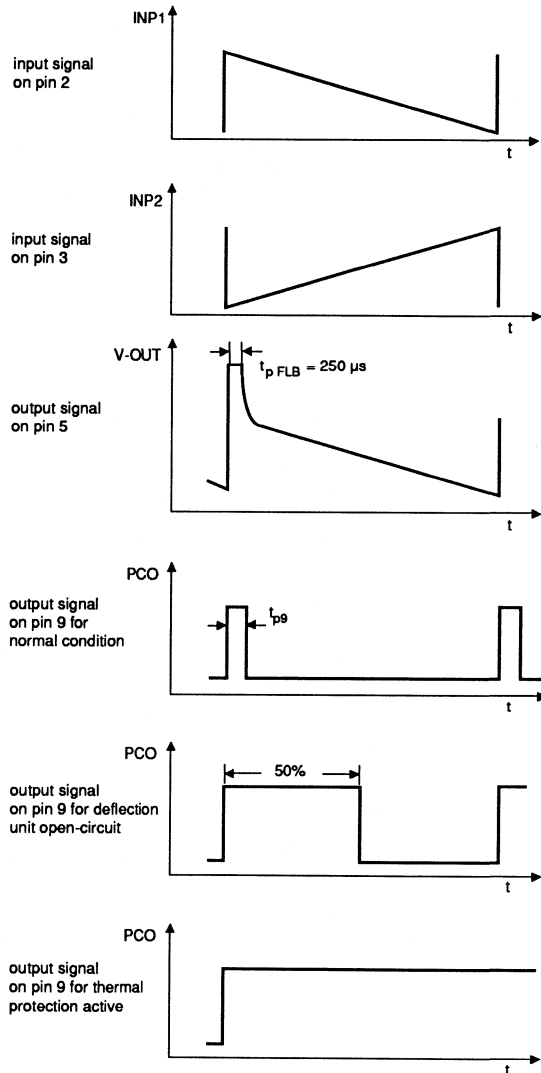 INP1
input signal
on pin 2
t
INP2
input signal
on pin 3
t
V-OUT
t p FLB = 250 µs
output signal
on pin 5
t
PCO
output signal
on pin 9 for
normal condition
tp9
t
PCO
50%
output signal
on pin 9 for deflection
unit open-circuit
t
PCO
output signal
on pin 9 for thermal
protection active
t